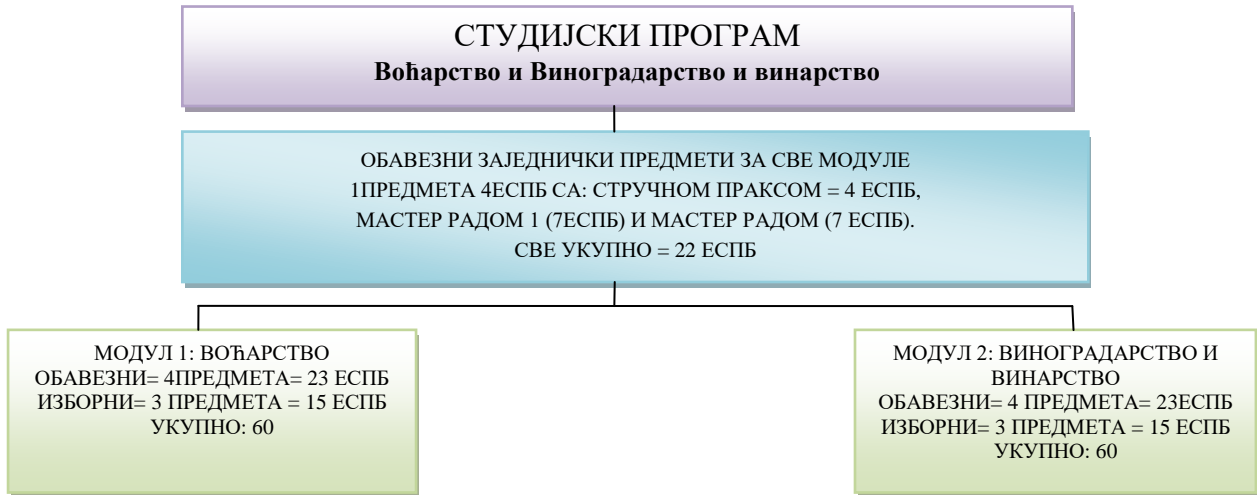 СТУДИЈСКИ ПРОГРАМ
Воћарство и Виноградарство и винарство
ОБАВЕЗНИ ЗАЈЕДНИЧКИ ПРЕДМЕТИ ЗА СВЕ МОДУЛЕ
1ПРЕДМЕТА 4ЕСПБ СА: СТРУЧНОМ ПРАКСОМ = 4 ЕСПБ,
МАСТЕР РАДОМ 1 (7ЕСПБ) И МАСТЕР РАДОМ (7 ЕСПБ).
СВЕ УКУПНО = 22 ЕСПБ
МОДУЛ 1: ВОЋАРСТВО
ОБАВЕЗНИ= 4ПРЕДМЕТА= 23 ЕСПБ
ИЗБОРНИ= 3 ПРЕДМЕТА = 15 ЕСПБ
УКУПНО: 60
МОДУЛ 2: ВИНОГРАДАРСТВО И
ВИНАРСТВО
ОБАВЕЗНИ= 4 ПРЕДМЕТА= 23ЕСПБ
ИЗБОРНИ= 3 ПРЕДМЕТА = 15 ЕСПБ
УКУПНО: 60